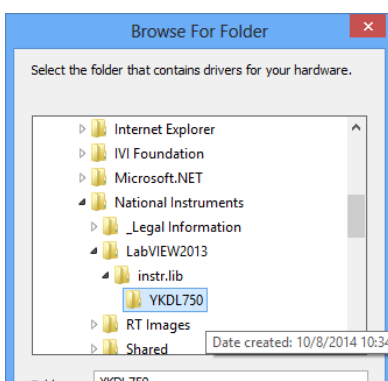 Browse For Folder
Select the folder that contains drivers for your hardware.
Internet Explorer
IVI Foundation
Microsoft.NET
National Instruments
_Legal Information
LabVIEW2013
instr.lib
YKDL750
RT Images
Shared
Date created: 10/8/2014 10:34
YKDL750